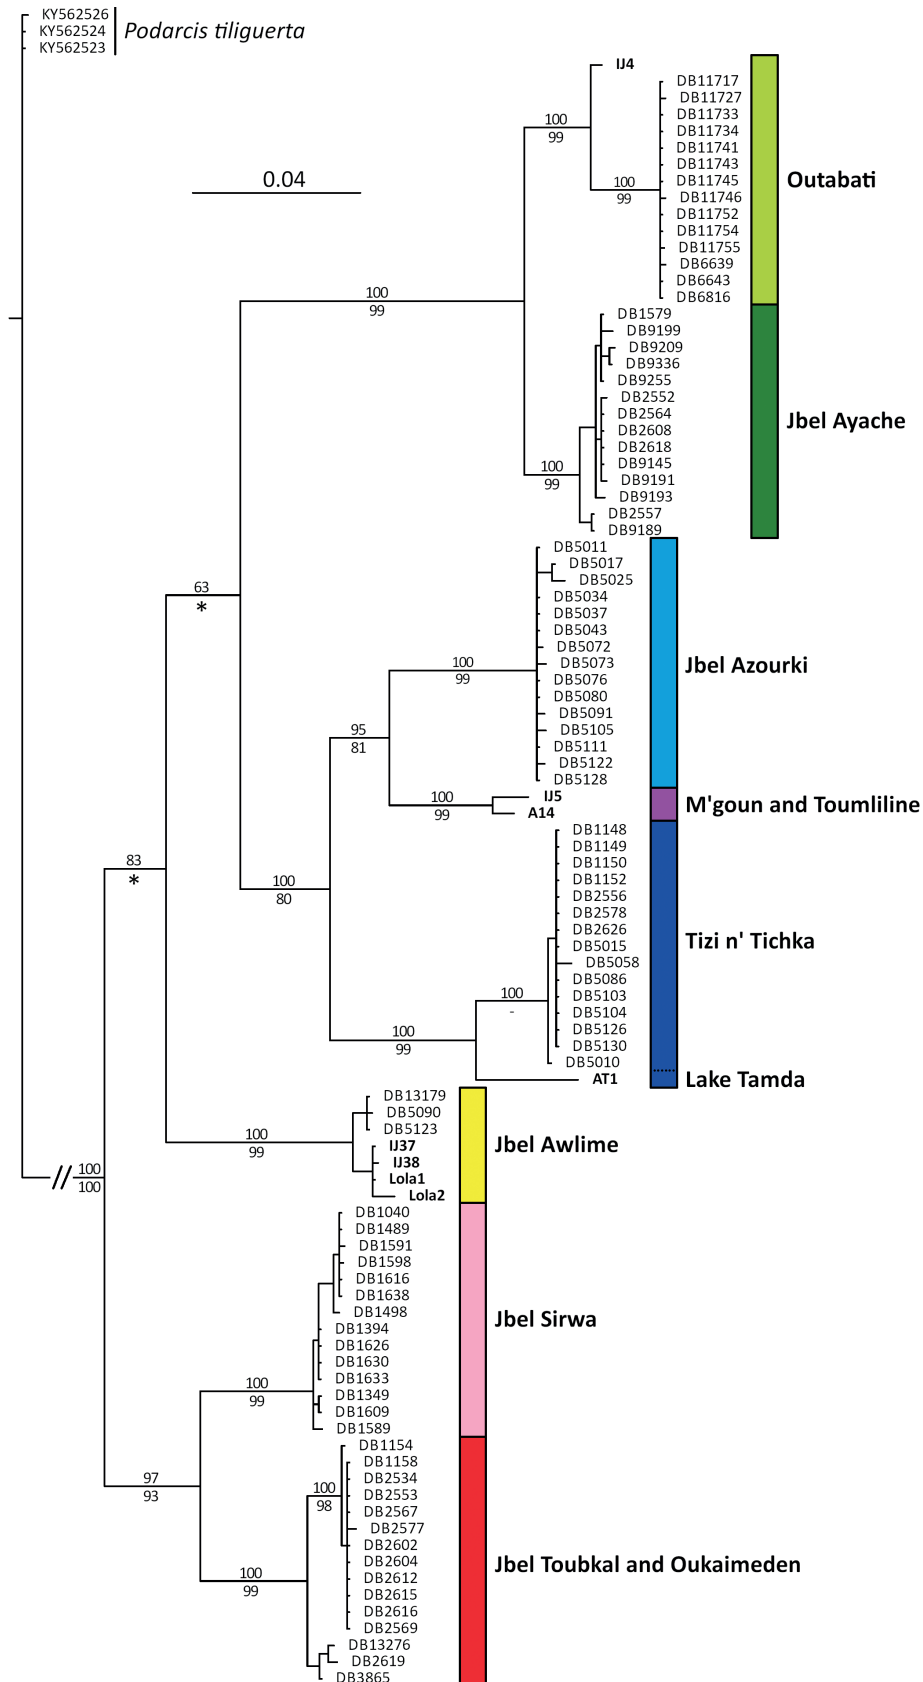 KY562526
KY562524
KY562523
Podarcis tiliguerta
0.04
IJ4
DB11717
DB11727
DB11733
DB11734
DB11741
DB11743
DB11745
DB11746
DB11752
DB11754
DB11755
DB6639
DB6643
DB6816
100
99
100
99
Outabati
100
99
DB1579
DB9199
DB9209
DB9336
DB9255
DB2552
DB2564
DB2608
DB2618
DB9145
DB9191
DB9193
DB2557
DB9189
100
99
Jbel Ayache
63
*
DB5011
DB5017
DB5025
DB5034
DB5037
DB5043
DB5072
DB5073
DB5076
DB5080
DB5091
DB5105
DB5111
DB5122
DB5128
100
99
Jbel Azourki
95
81
100
99
IJ5
A14
M'goun and Toumliline
83
*
100
80
DB1148
DB1149
DB1150
DB1152
DB2556
DB2578
DB2626
DB5015
DB5058
DB5086
DB5103
DB5104
DB5126
DB5130
DB5010
AT1
100
-
100
99
Tizi n' Tichka
Lake Tamda
DB13179
DB5090
DB5123
IJ37
IJ38
Lola1
Lola2
100
99
Jbel Awlime
100
100
DB1040
DB1489
DB1591
DB1598
DB1616
DB1638
DB1498
DB1394
DB1626
DB1630
DB1633
DB1349
DB1609
DB1589
100
99
Jbel Sirwa
97
93
DB1154
DB1158
DB2534
DB2553
DB2567
DB2577
DB2602
DB2604
DB2612
DB2615
DB2616
DB2569
DB13276
DB2619
DB3865
100
98
100
99
Jbel Toubkal and Oukaimeden